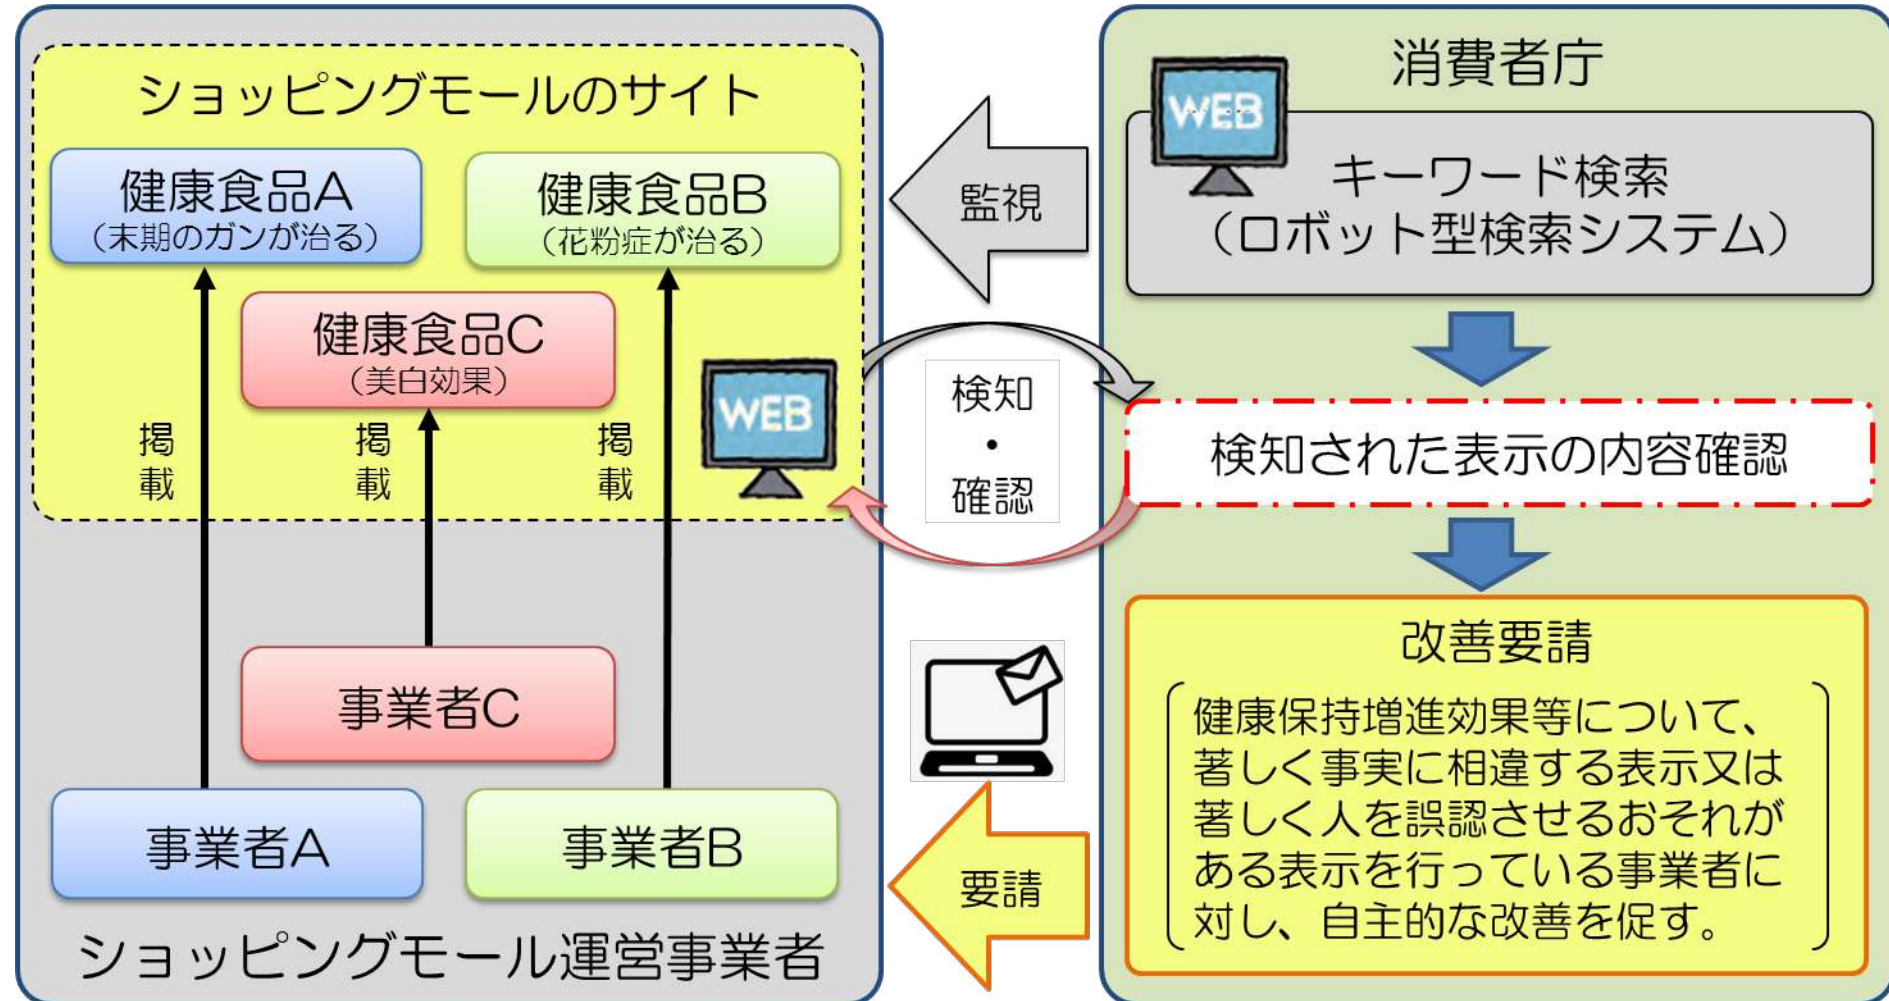 ショッピングモールのサイト
健康食品A
（末期のガンが治る）
健康食品B
（花粉症が治る）
健康食品C
（美白効果）
掲載
掲載
掲載
WEB
事業者C
事業者A
事業者B
ショッピングモール運営事業者
監視
検知
・
確認
要請
消費者庁
WEB
キーワード検索
（ロボット型検索システム）
検知された表示の内容確認
改善要請
健康保持増進効果等について、
著しく事実に相違する表示又は
著しく人を誤認させるおそれが
ある表示を行っている事業者に
対し、自主的な改善を促す。